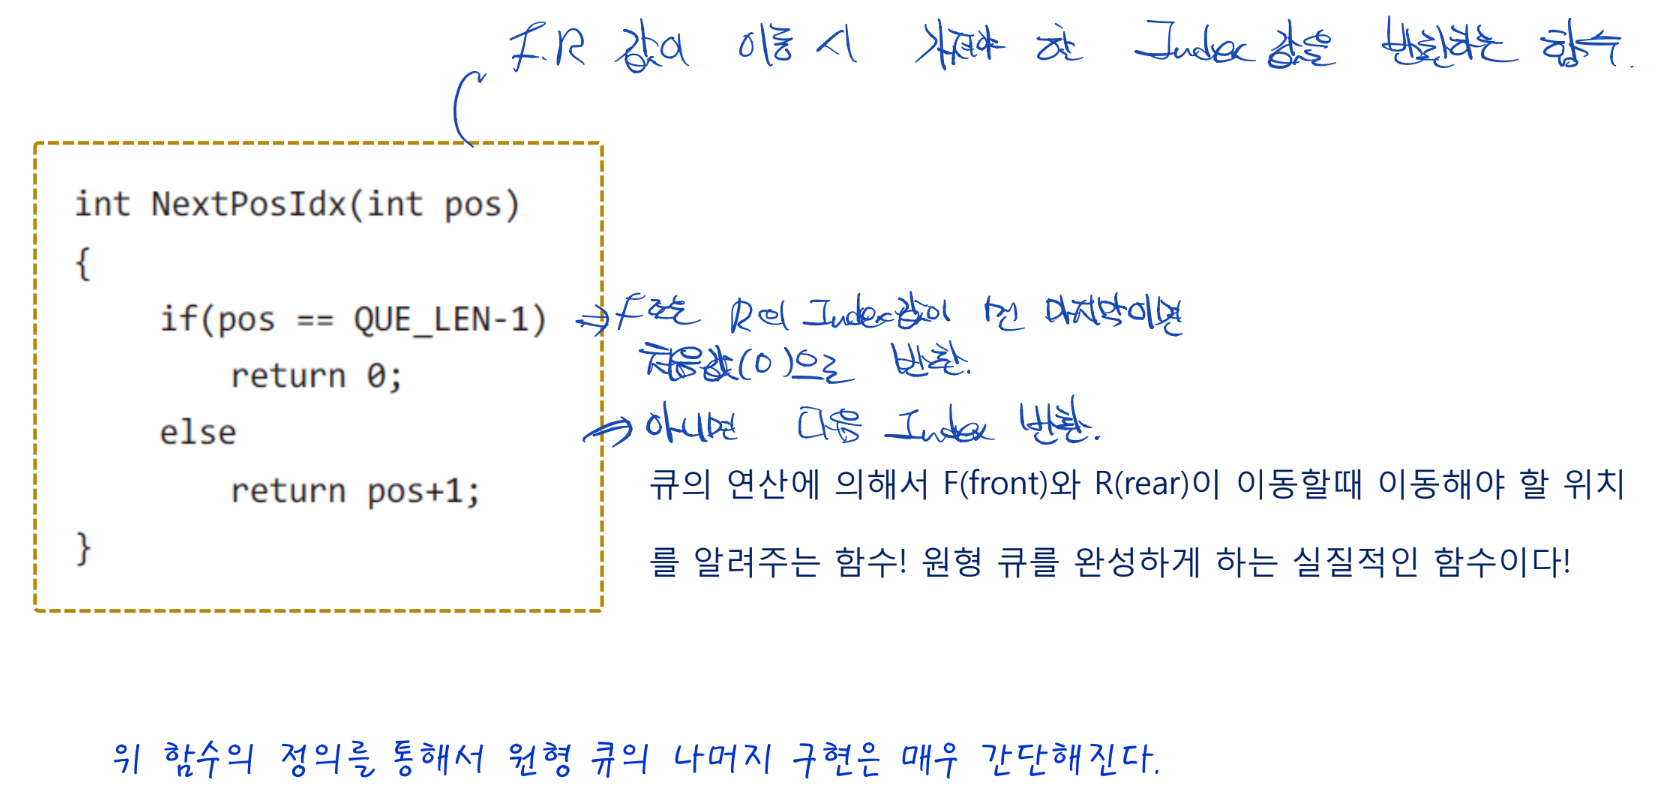 F.R 값이 이동 시 가져야 할 Index 값을 반환하는 함수.
int NextPosIdx(int pos)
{
if(pos == QUE_LEN-1)
⇒ F 또는 R의 Index값이 맨 마지막이면
처음값(0)으로 반환.
return 0;
else
⇒ 아니면 다음 Index 반환.
return pos+1;
}
큐의 연산에 의해서 F(front)와 R(rear)이 이동할때 이동해야 할 위치
를 알려주는 함수! 원형 큐를 완성하게 하는 실질적인 함수이다!
위 함수의 정의를 통해서 원형 큐의 나머지 구현은 매우 간단해진다.